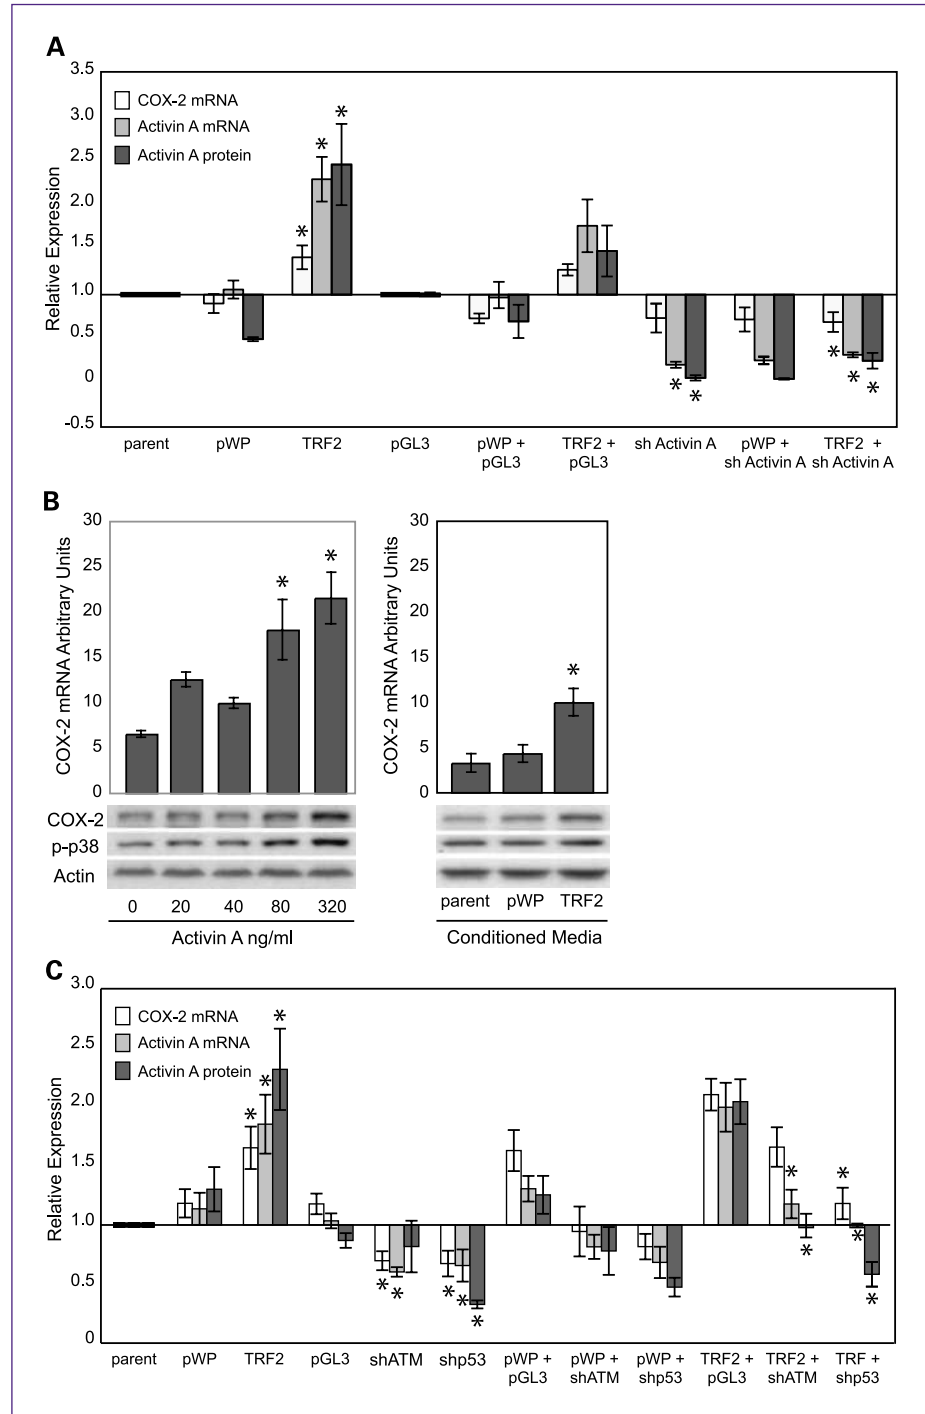 A
3.5
3.0
2.5
2.0
1.5
1.0
0.5
0
-0.5
Relative Expression
COX-2 mRNA
Activin A mRNA
Activin A protein
* * *
* * * * *
parent pWP TRF2 pGL3 pWP + pGL3 TRF2 + pGL3 sh Activin A pWP + sh Activin A TRF2 + sh Activin A
B
30
25
20
15
10
5
0
COX-2 mRNA Arbitrary Units
* *
30
25
20
15
10
5
0
COX-2 mRNA Arbitrary Units
*
COX-2
p-p38
Actin
0 20 40 80 320
Activin A ng/ml
parent pWP TRF2
Conditioned Media
C
3.0
2.5
2.0
1.5
1.0
0.5
0
Relative Expression
COX-2 mRNA
Activin A mRNA
Activin A protein
* * *
* * * * *
* * * * *
parent pWP TRF2 pGL3 shATM shp53 pWP + pGL3 pWP + shATM pWP + shp53 TRF2 + pGL3 TRF2 + shATM TRF + shp53